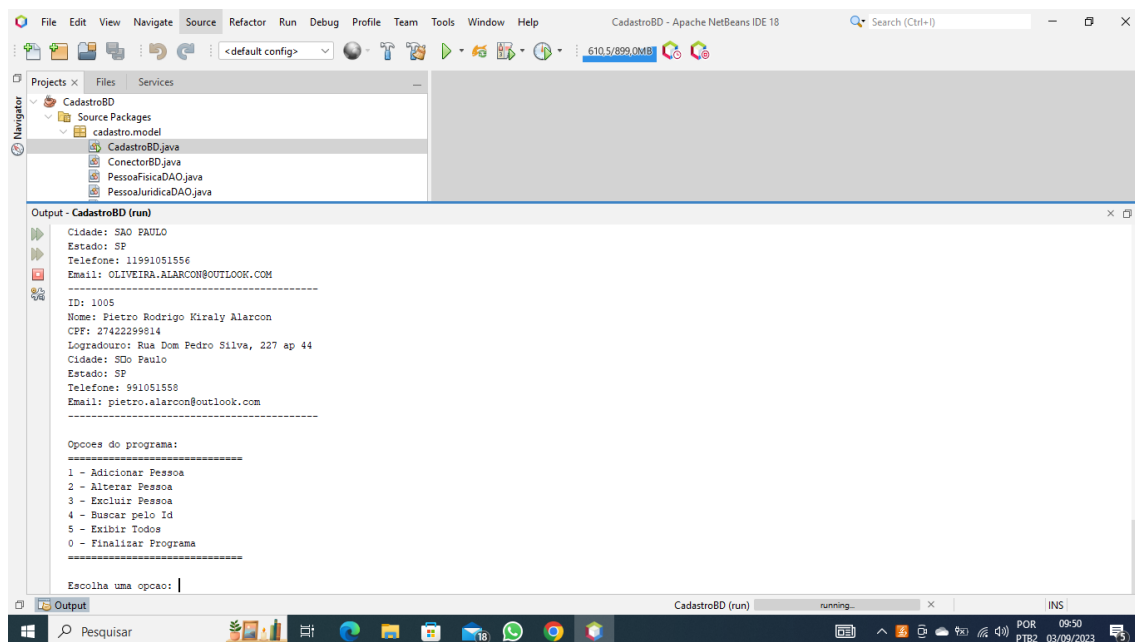 File Edit View Navigate Source Refactor Run Debug Profile Team Tools Window Help CadastroBD - Apache NetBeans IDE 18 Search (Ctrl+I)
<default config> 610,5/899,0MB
Projects Files Services
Navigator
CadastroBD
Source Packages
cadastro.model
CadastroBD.java
ConectorBD.java
PessoaFisicaDAO.java
PessoaJuridicaDAO.java
Output - CadastroBD (run)
Cidade: SAO PAULO
Estado: SP
Telefone: 11991051556
Email: OLIVEIRA.ALARCON@OUTLOOK.COM
-------------------------------------------
ID: 1005
Nome: Pietro Rodrigo Kiraly Alarcon
CPF: 27422299814
Logradouro: Rua Dom Pedro Silva, 227 ap 44
Cidade: S□o Paulo
Estado: SP
Telefone: 991051558
Email: pietro.alarcon@outlook.com
-------------------------------------------
Opcoes do programa:
==============================
1 - Adicionar Pessoa
2 - Alterar Pessoa
3 - Excluir Pessoa
4 - Buscar pelo Id
5 - Exibir Todos
0 - Finalizar Programa
==============================
Escolha uma opcao:
Output CadastroBD (run) running... INS
Pesquisar 18 POR 09:50
PTB2 03/09/2023 5